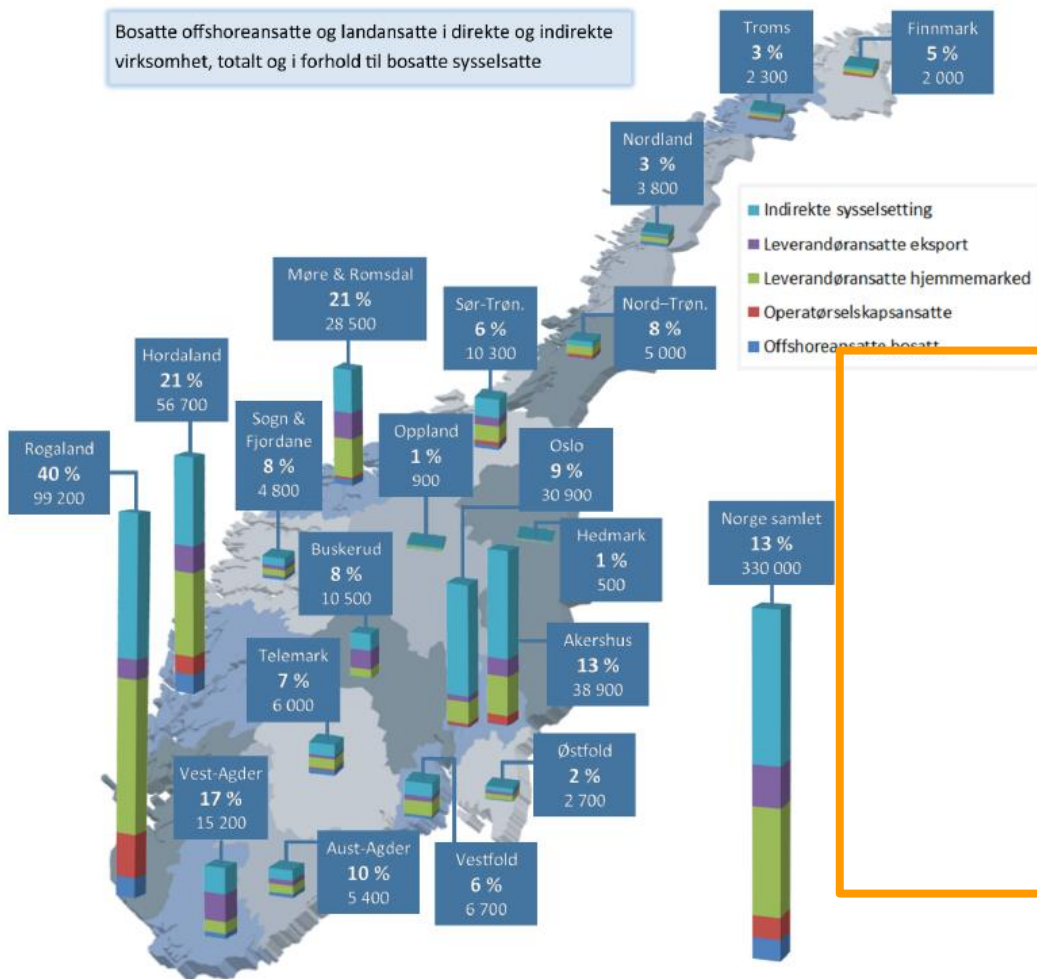 Bosatte offshoreansatte og landansatte i direkte og indirekte
virksomhet, totalt og i forhold til bosatte sysselsatte
Troms
3 %
2 300
Finnmark
5 %
2 000
Nordland
3 %
3 800
Indirekte sysselsetting
Leverandøransatte eksport
Leverandøransatte hjemmemarked
Operatørselskapsansatte
Offshoreansatte bosatt
Møre & Romsdal
21 %
28 500
Sør-Trøn.
6 %
10 300
Nord–Trøn.
8 %
5 000
Hordaland
21 %
56 700
Sogn &
Fjordane
8 %
4 800
Oppland
1 %
900
Oslo
9 %
30 900
Rogaland
40 %
99 200
Buskerud
8 %
10 500
Hedmark
1 %
500
Norge samlet
13 %
330 000
Telemark
7 %
6 000
Akershus
13 %
38 900
Vest-Agder
17 %
15 200
Østfold
2 %
2 700
Aust-Agder
10 %
5 400
Vestfold
6 %
6 700